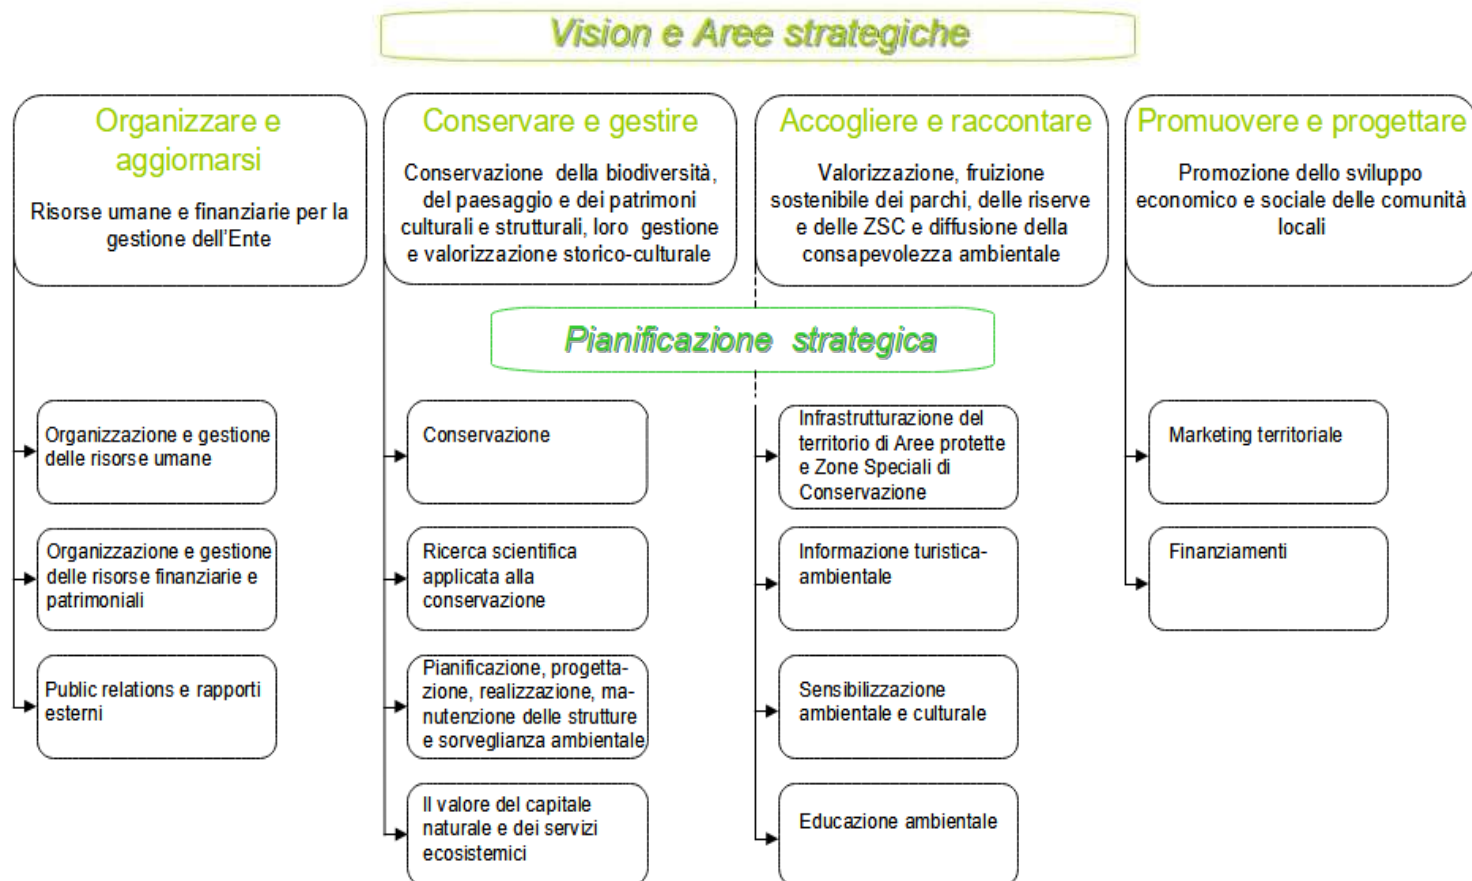 Vision e Aree strategiche
Organizzare e
aggiornarsi
Risorse umane e finanziarie per la
gestione dell'Ente
Conservare e gestire
Conservazione della biodiversità,
del paesaggio e dei patrimoni
culturali e strutturali, loro gestione
e valorizzazione storico-culturale
Accogliere e raccontare
Valorizzazione, fruizione
sostenibile dei parchi, delle riserve
e delle ZSC e diffusione della
consapevolezza ambientale
Promuovere e progettare
Promozione dello sviluppo
economico e sociale delle comunità
locali
Pianificazione strategica
Organizzazione e gestione
delle risorse umane
Organizzazione e gestione
delle risorse finanziarie e
patrimoniali
Public relations e rapporti
esterni
Conservazione
Ricerca scientifica
applicata alla
conservazione
Pianificazione, progetta-
zione, realizzazione, ma-
nutenzione delle strutture
e sorveglianza ambientale
Il valore del capitale
naturale e dei servizi
ecosistemici
Infrastrutturazione del
territorio di Aree protette
e Zone Speciali di
Conservazione
Informazione turistica-
ambientale
Sensibilizzazione
ambientale e culturale
Educazione ambientale
Marketing territoriale
Finanziamenti